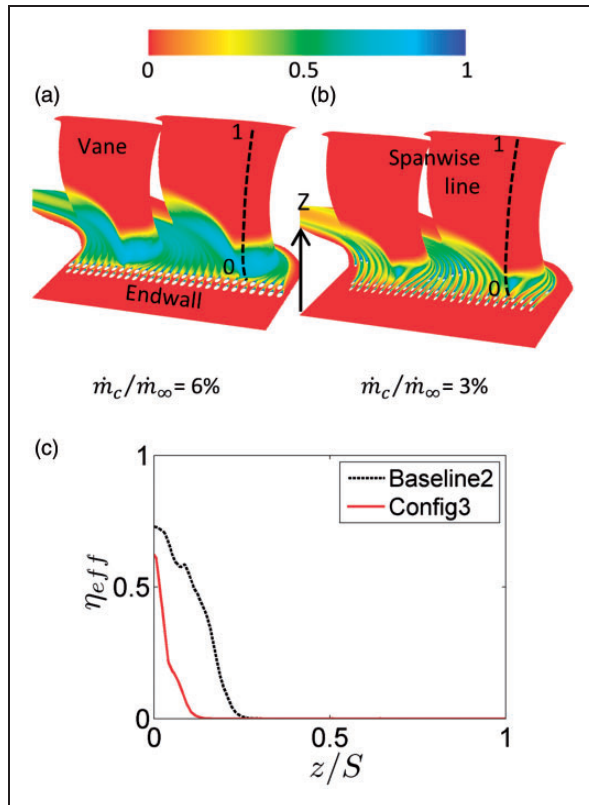 0 0.5 1
(a) (b)
Vane
1
0
Endwall
Spanwise
line
1
Z
0
ṁc/ṁ∞= 6% ṁc/ṁ∞= 3%
(c)
Baseline2
Config3
1
0.5
0
ηeff
0 0.5 1
z/S